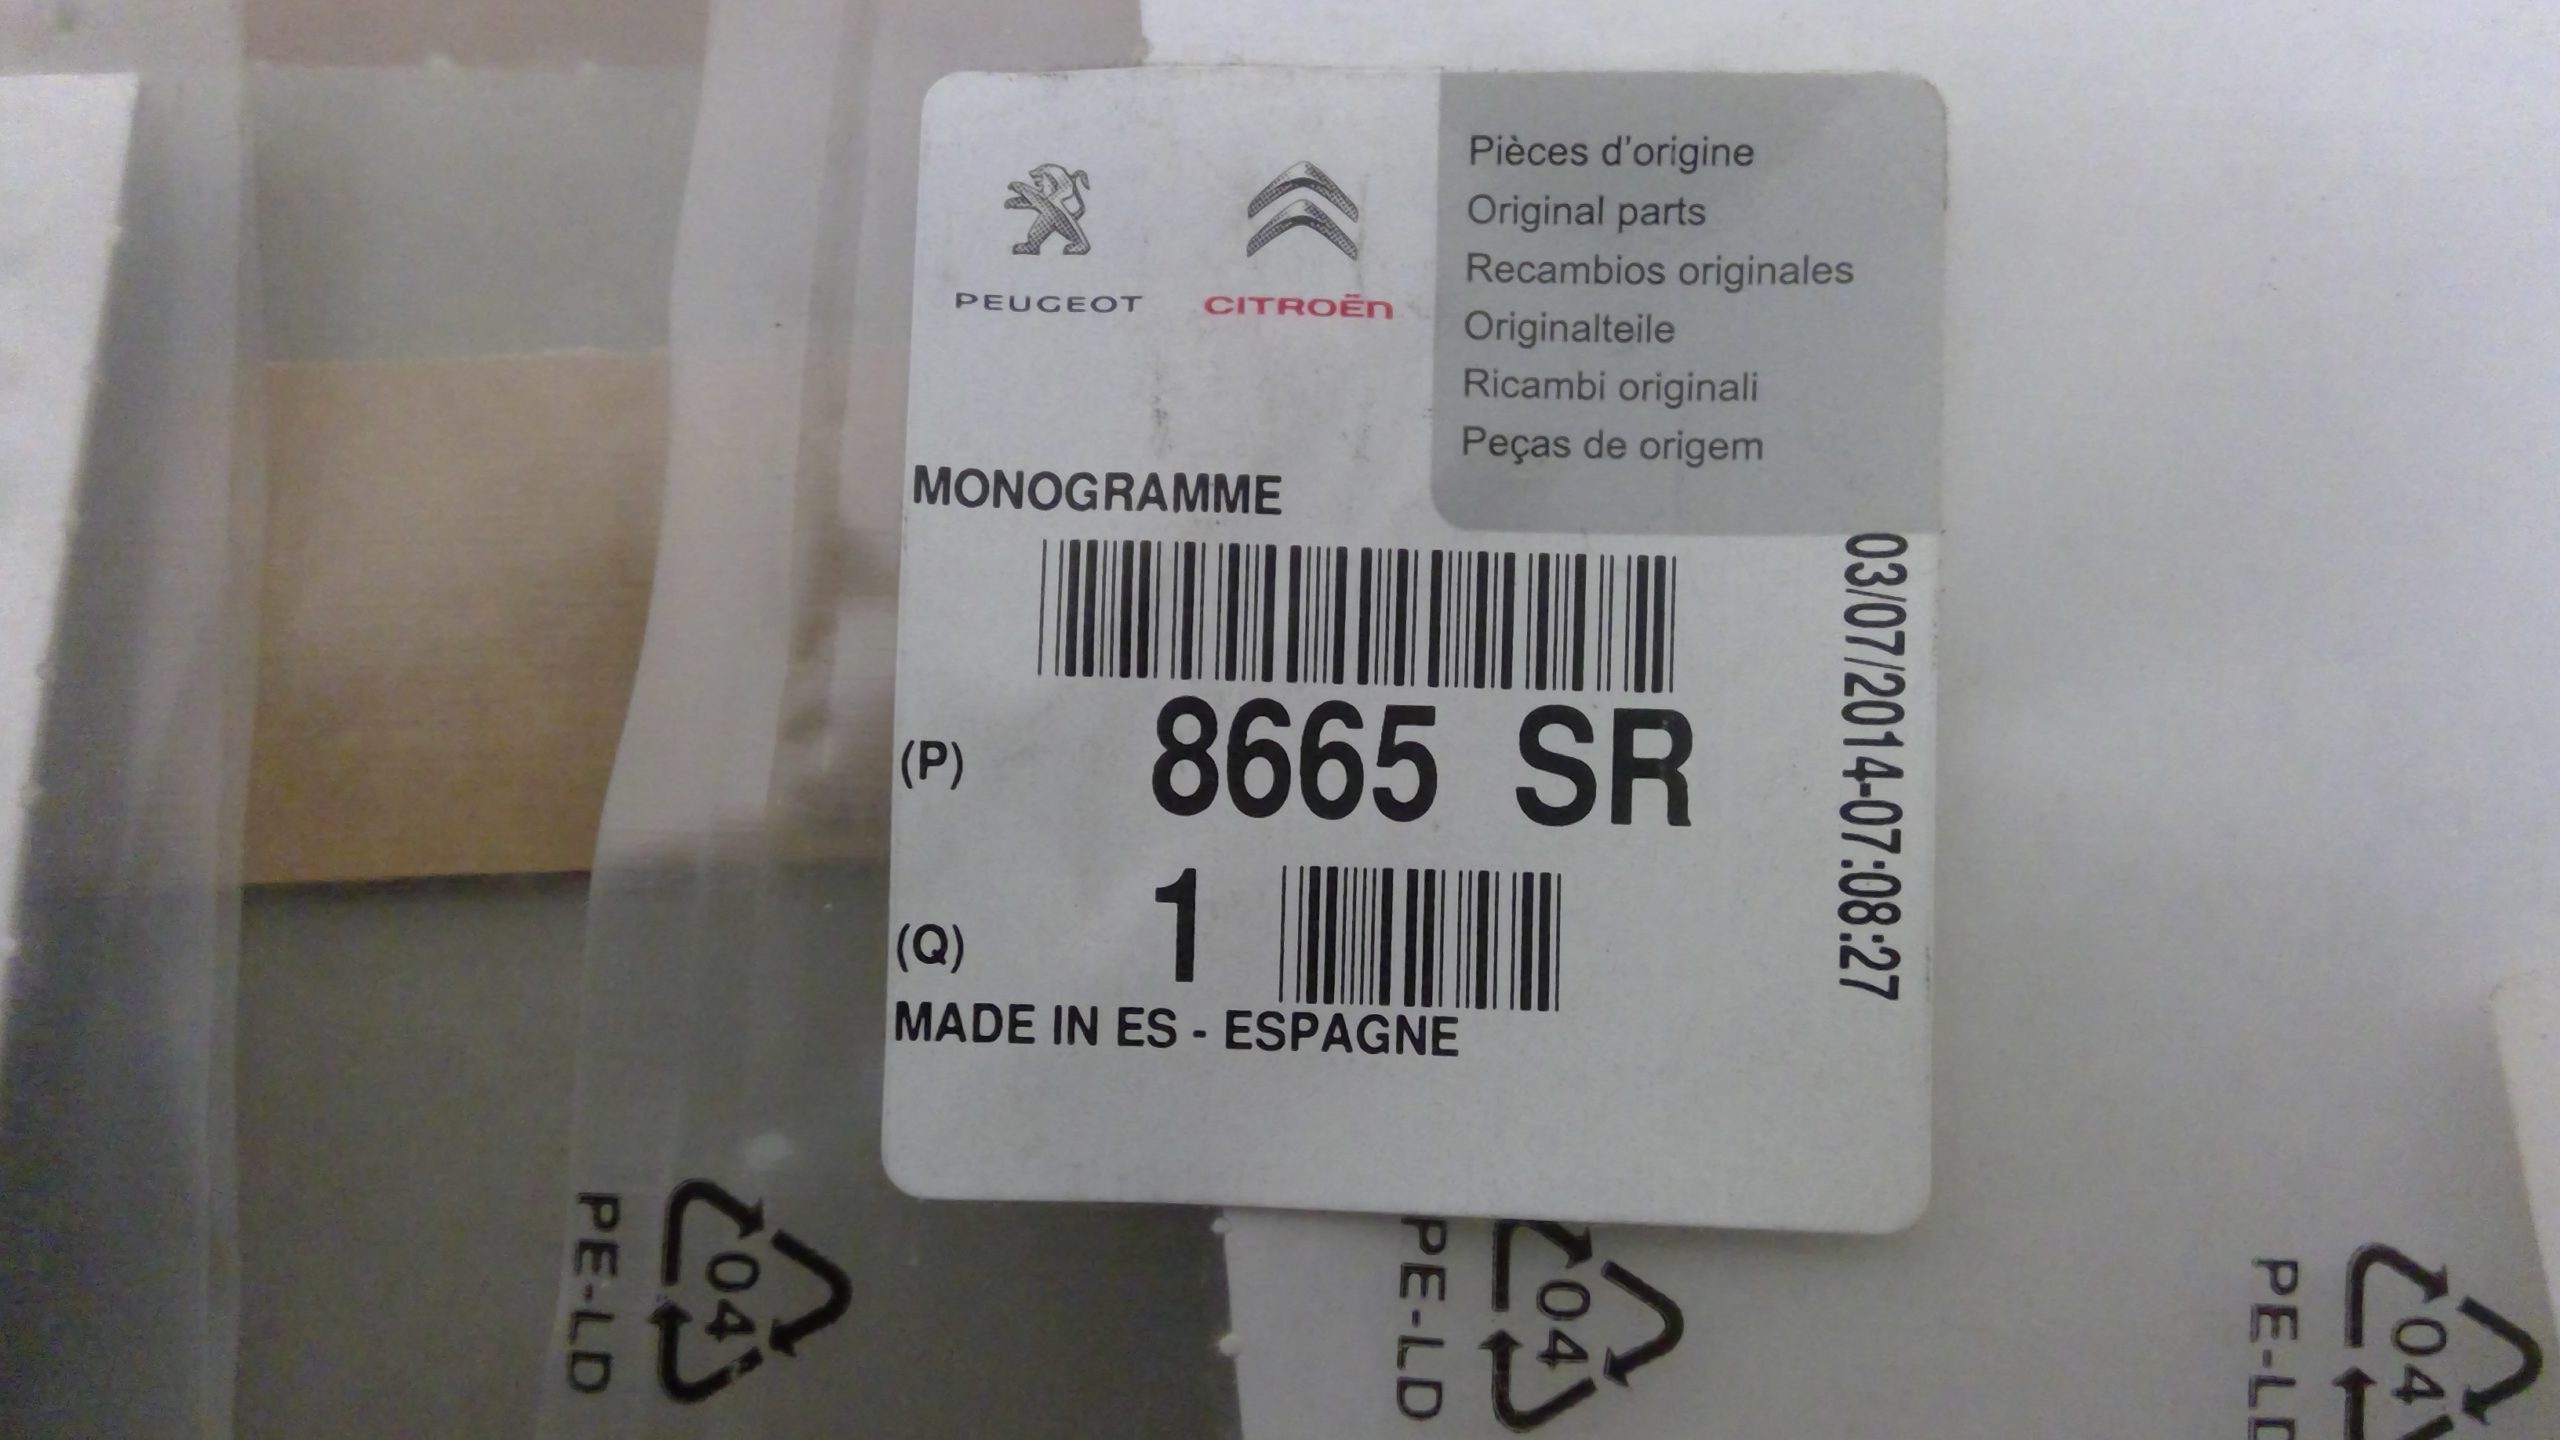 PEUGEOT
CITROËN
Pièces d'origine
Original parts
Recambios originales
Originalteile
Ricambi originali
Peças de origem
MONOGRAMME
(P) 8665 SR
(Q) 1
MADE IN ES - ESPAGNE
03/07/2014-07:08:27
04
PE-LD
04
PE-LD
04
PE-LD